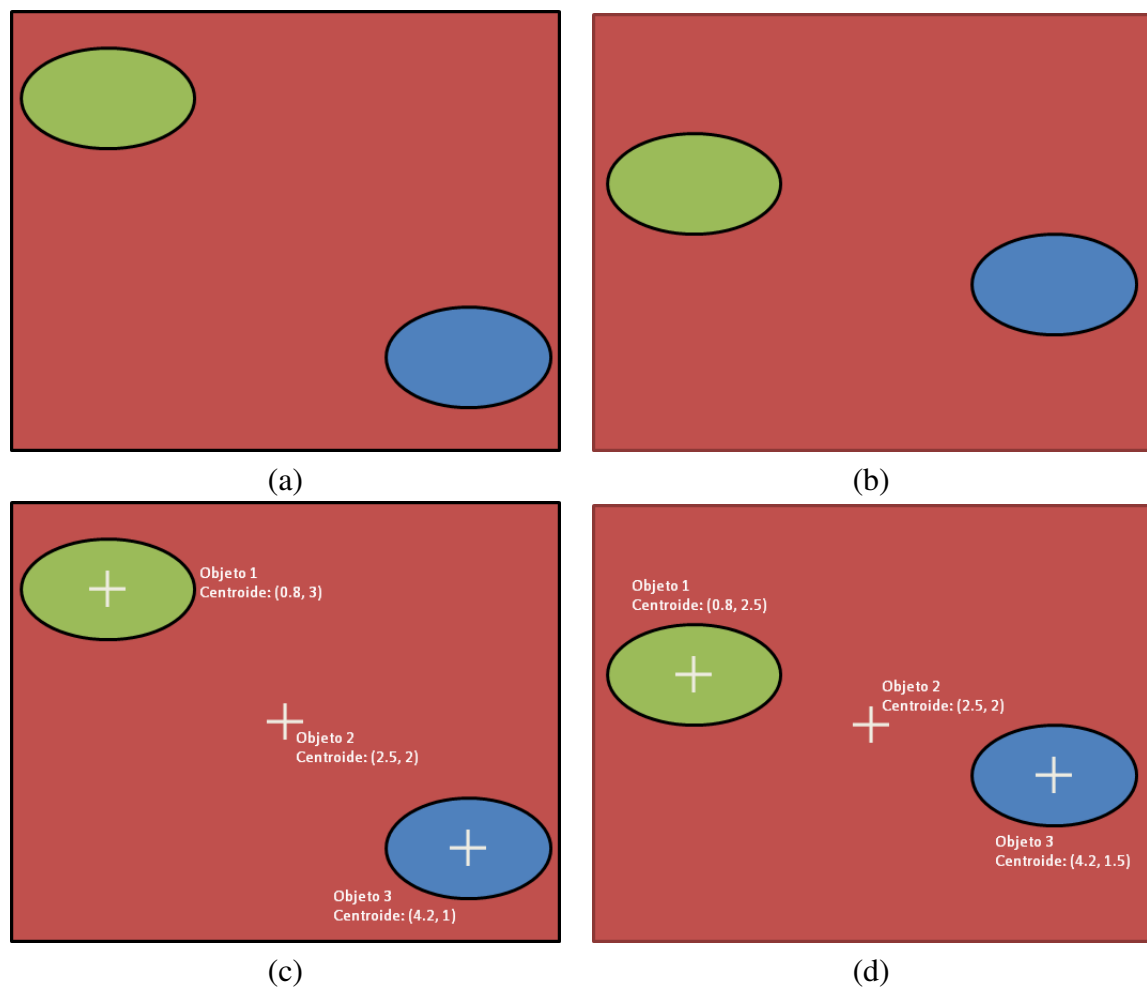 (a)
(b)
Objeto 1
Centroide: (0.8, 3)
Objeto 2
Centroide: (2.5, 2)
Objeto 3
Centroide: (4.2, 1)
Objeto 1
Centroide: (0.8, 2.5)
Objeto 2
Centroide: (2.5, 2)
Objeto 3
Centroide: (4.2, 1.5)
(c)
(d)